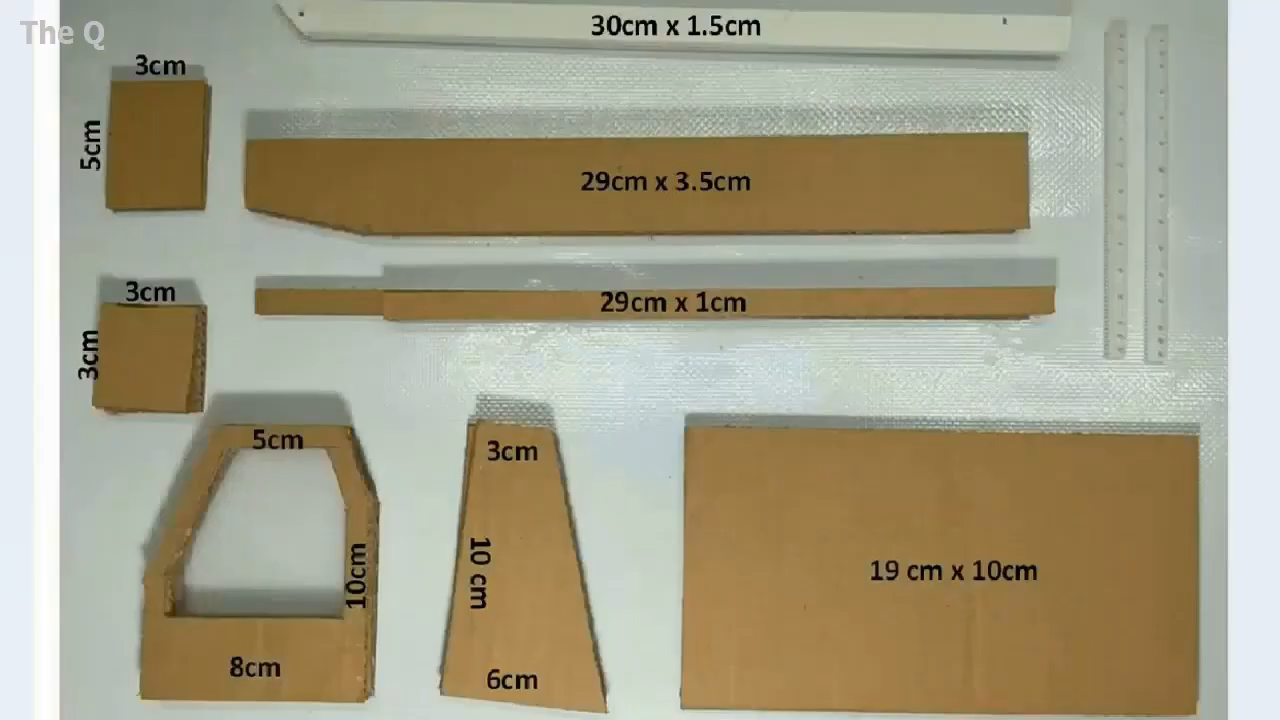 The Q
30cm x 1.5cm
3cm
5cm
29cm x 3.5cm
3cm
3cm
29cm x 1cm
5cm
10cm
8cm
3cm
10 cm
6cm
19 cm x 10cm